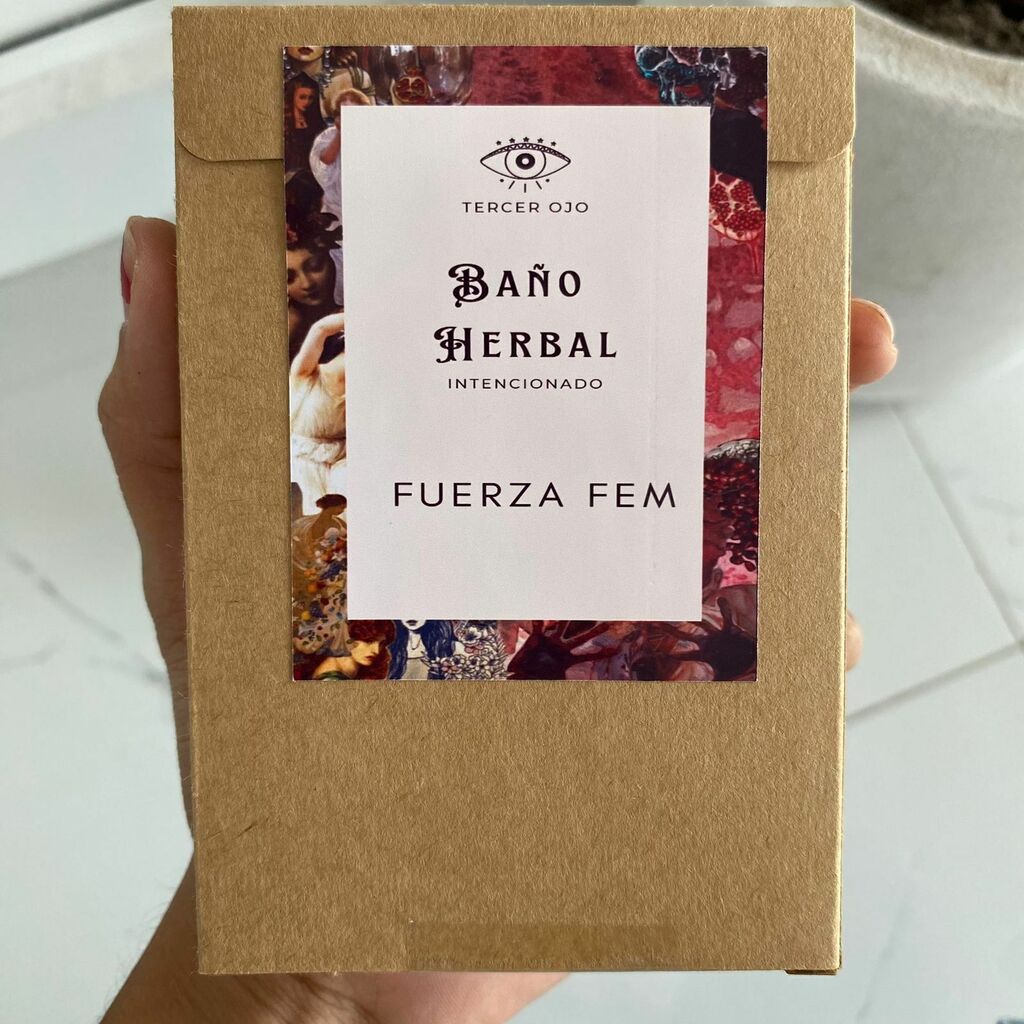 TERCER OJO
BAÑO
HERBAL
INTENCIONADO
FUERZA FEM